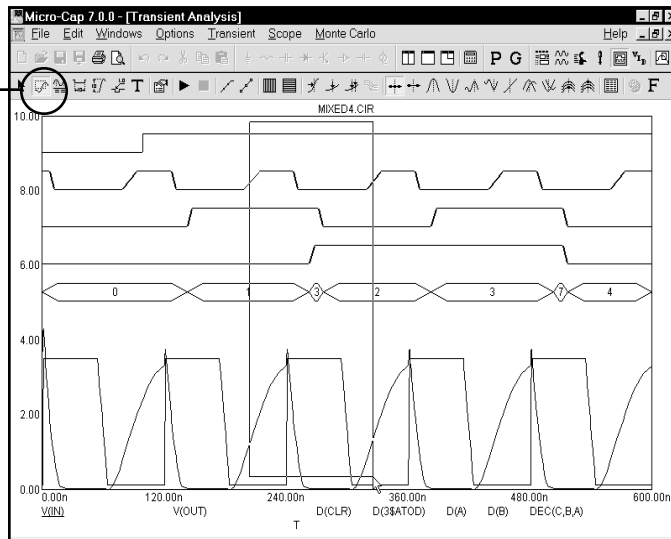 Micro-Cap 7.0.0 - [Transient Analysis]
File Edit Windows Options Transient Scope Monte Carlo Help
P G
T F
MIXED4.CIR
10.00
8.00
6.00
0 1 3 2 3 7 4
4.00
2.00
0.00
0.00n 120.00n 240.00n 360.00n 480.00n 600.00n
V(IN) V(OUT) D(CLR) D(3$ATOD) D(A) D(B) DEC(C,B,A)
T